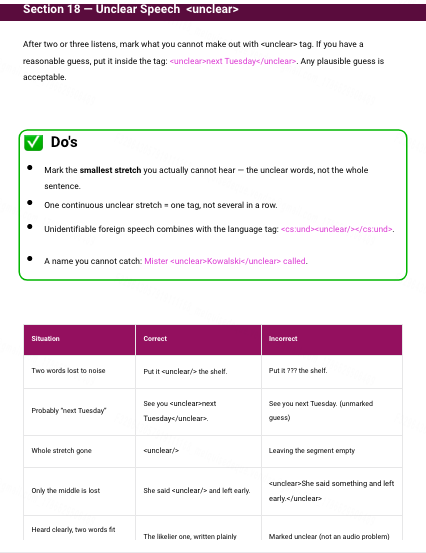 Section 18 — Unclear Speech <unclear>
After two or three listens, mark what you cannot make out with <unclear> tag. If you have a
reasonable guess, put it inside the tag: <unclear>next Tuesday</unclear>. Any plausible guess is
acceptable.
Do's
Mark the smallest stretch you actually cannot hear — the unclear words, not the whole
sentence.
One continuous unclear stretch = one tag, not several in a row.
Unidentifiable foreign speech combines with the language tag: <cs:und><unclear/></cs:und>.
A name you cannot catch: Mister <unclear>Kowalski</unclear> called.
Situation Correct Incorrect
Two words lost to noise Put it <unclear/> the shelf. Put it ??? the shelf.
Probably "next Tuesday" See you <unclear>next
Tuesday</unclear>. See you next Tuesday. (unmarked
guess)
Whole stretch gone <unclear/> Leaving the segment empty
Only the middle is lost She said <unclear/> and left early. <unclear>She said something and left
early.</unclear>
Heard clearly, two words fit The likelier one, written plainly Marked unclear (not an audio problem)